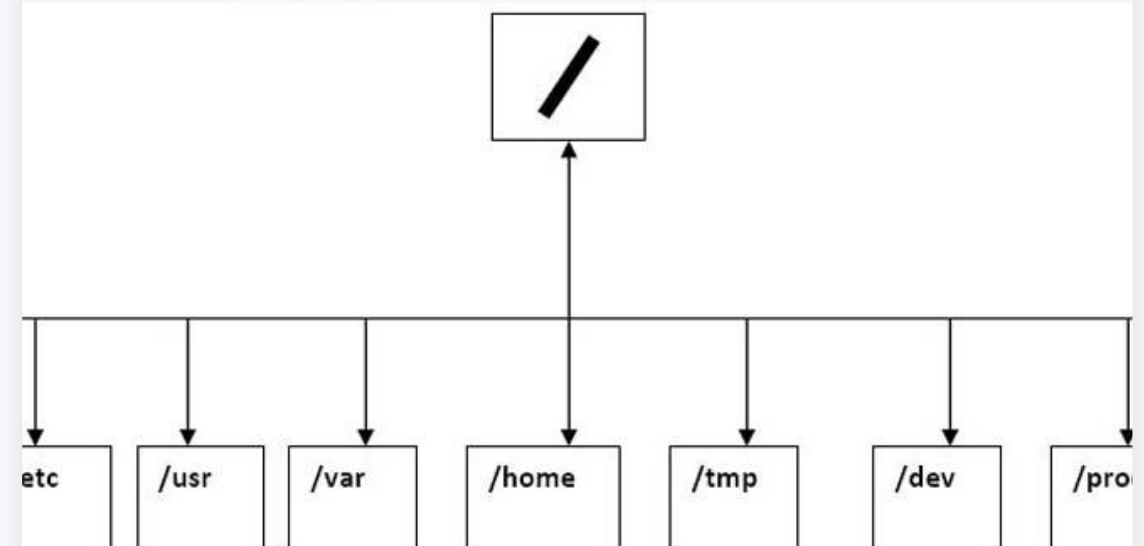 /
etc
/usr
/var
/home
/tmp
/dev
/pro